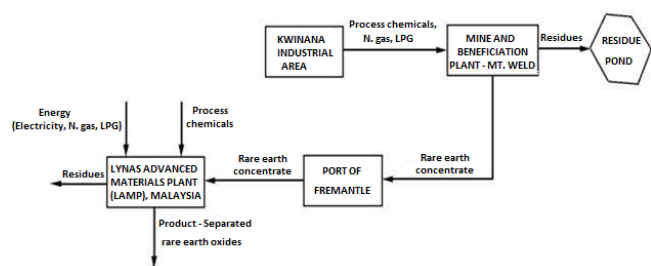 KWINANA
INDUSTRIAL
AREA
Process chemicals,
N. gas, LPG
MINE AND
BENEFICIATION
PLANT - MT. WELD
Residues
RESIDUE
POND
Energy
(Electricity, N. gas, LPG)
Process
chemicals
Residues
LYNAS ADVANCED
MATERIALS PLANT
(LAMP), MALAYSIA
Rare earth
concentrate
PORT OF
FREMANTLE
Rare earth
concentrate
Product - Separated
rare earth oxides